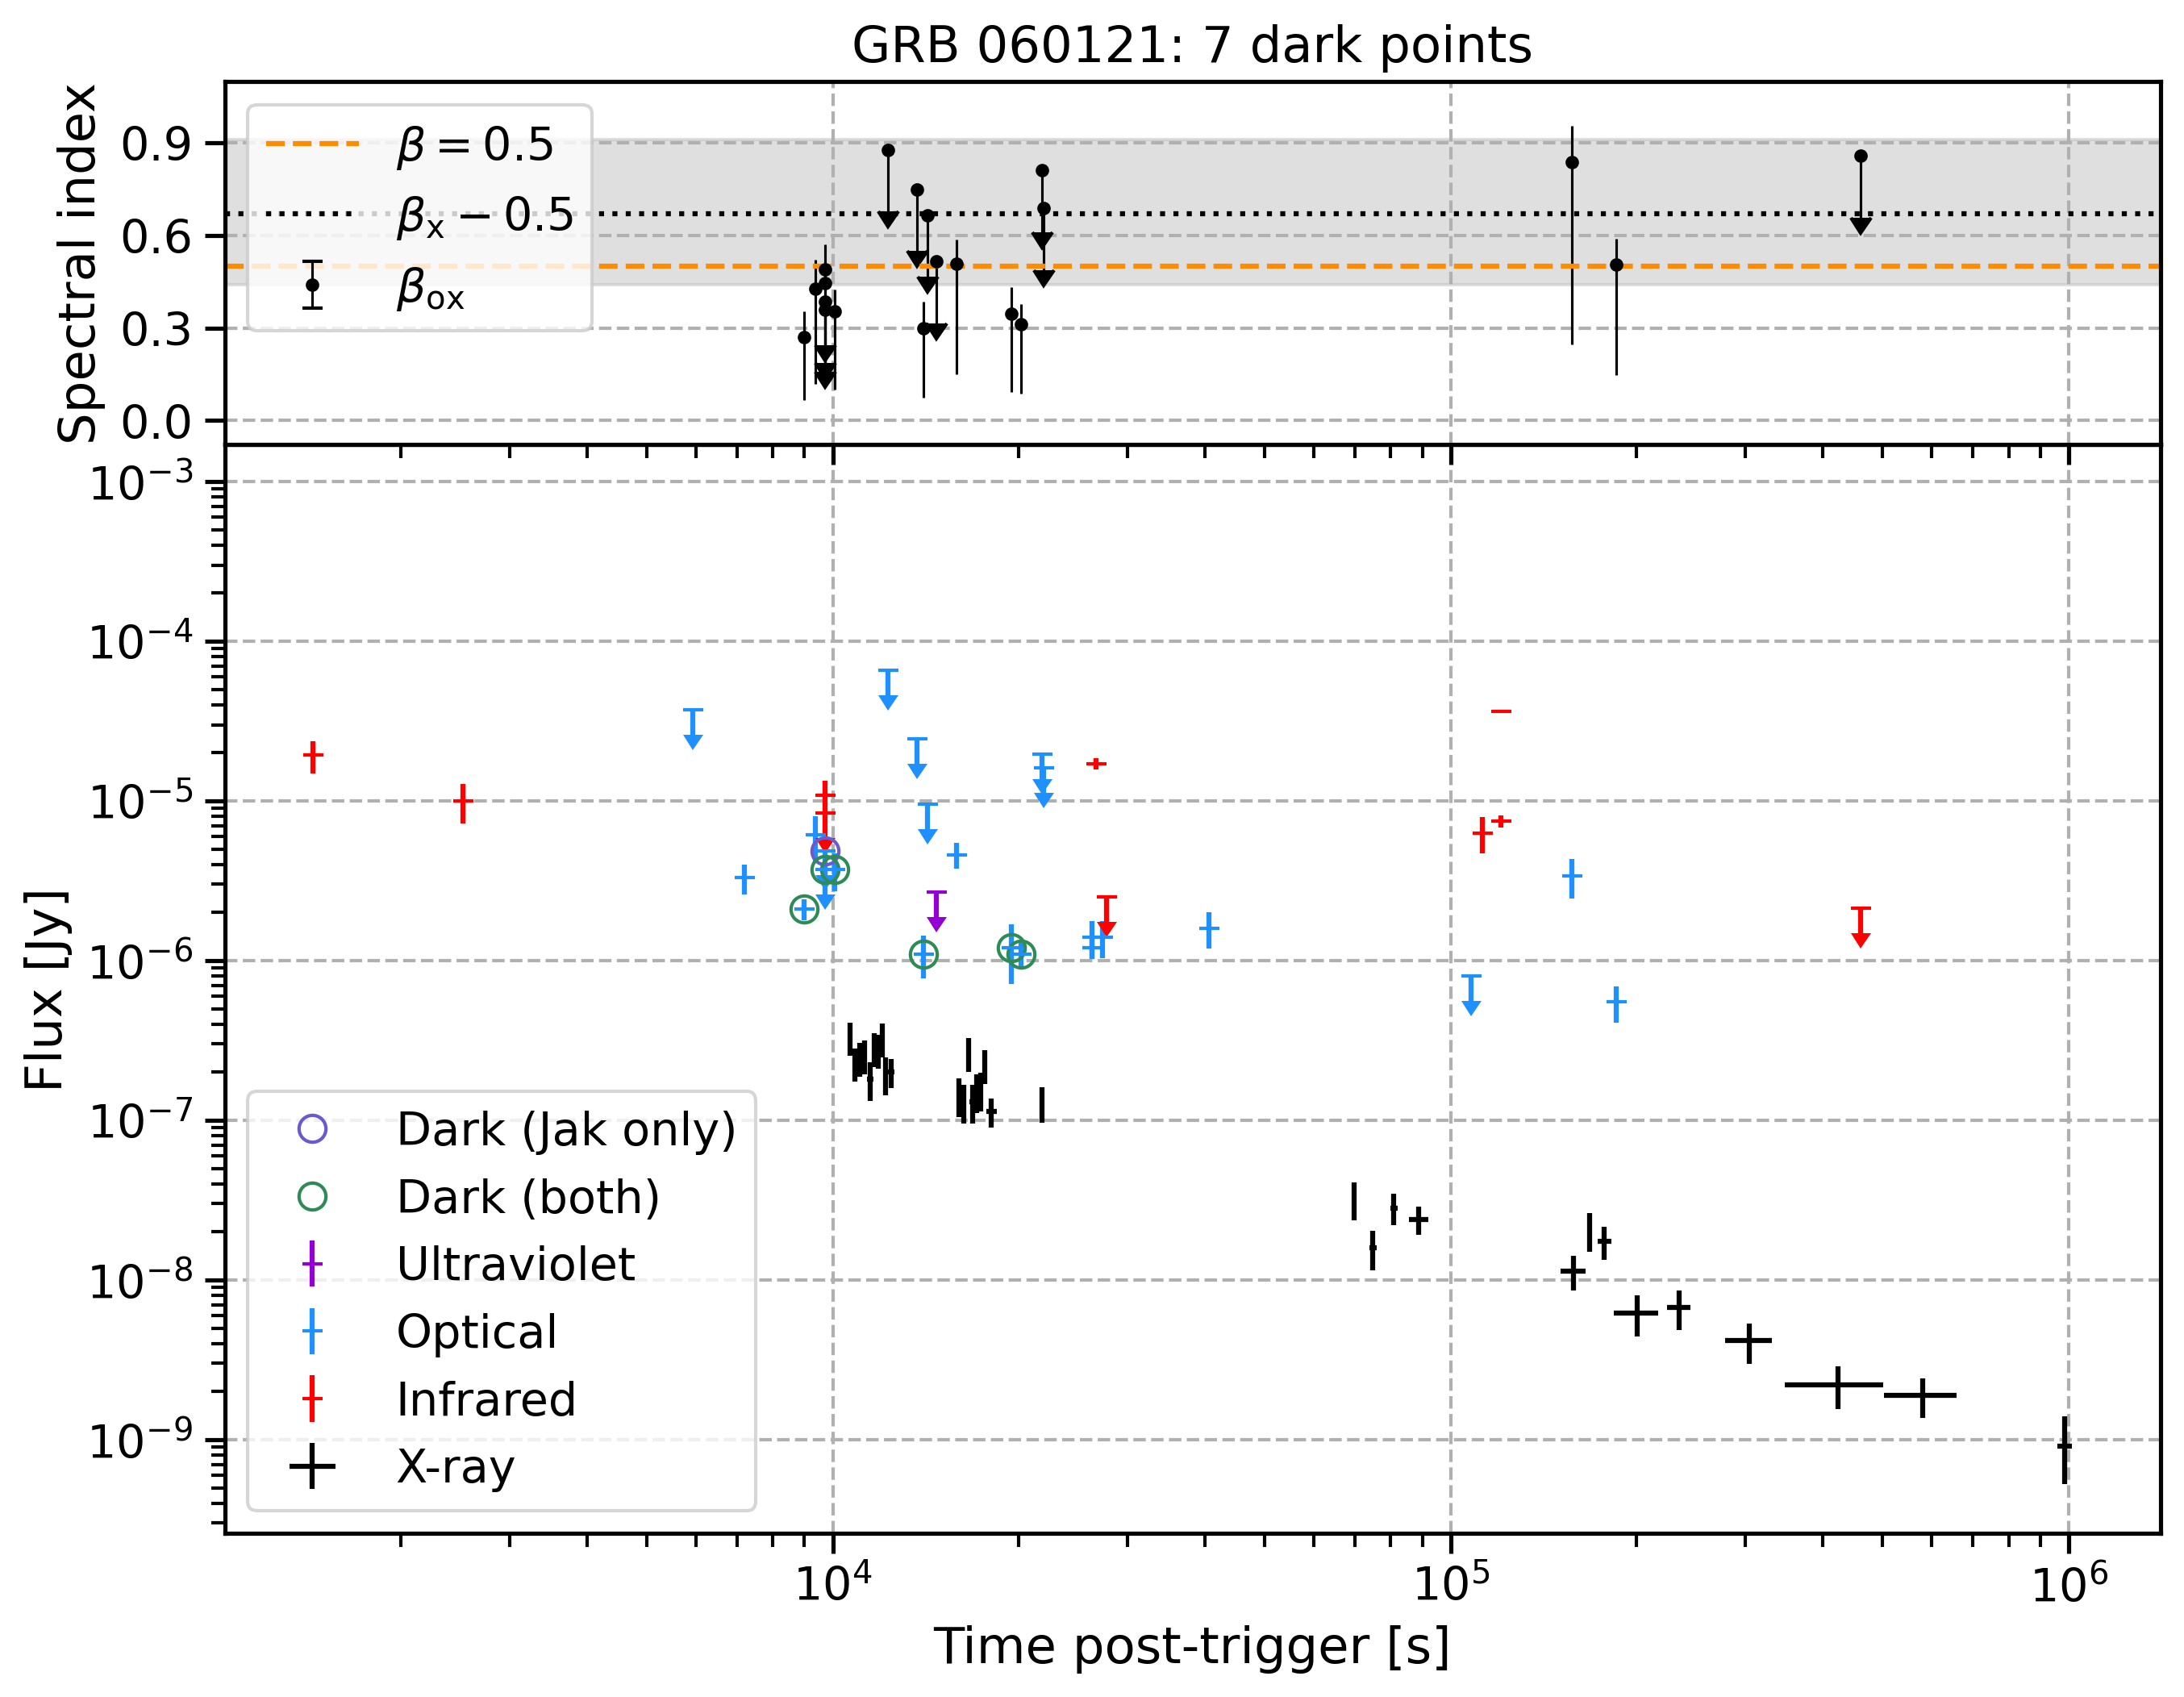 GRB 060121: 7 dark points
Spectral index
0.9
0.6
0.3
0.0
β = 0.5
βₓ − 0.5
βₒₓ
Flux [Jy]
10⁻³
10⁻⁴
10⁻⁵
10⁻⁶
10⁻⁷
10⁻⁸
10⁻⁹
Dark (Jak only)
Dark (both)
Ultraviolet
Optical
Infrared
X-ray
10⁴
10⁵
10⁶
Time post-trigger [s]